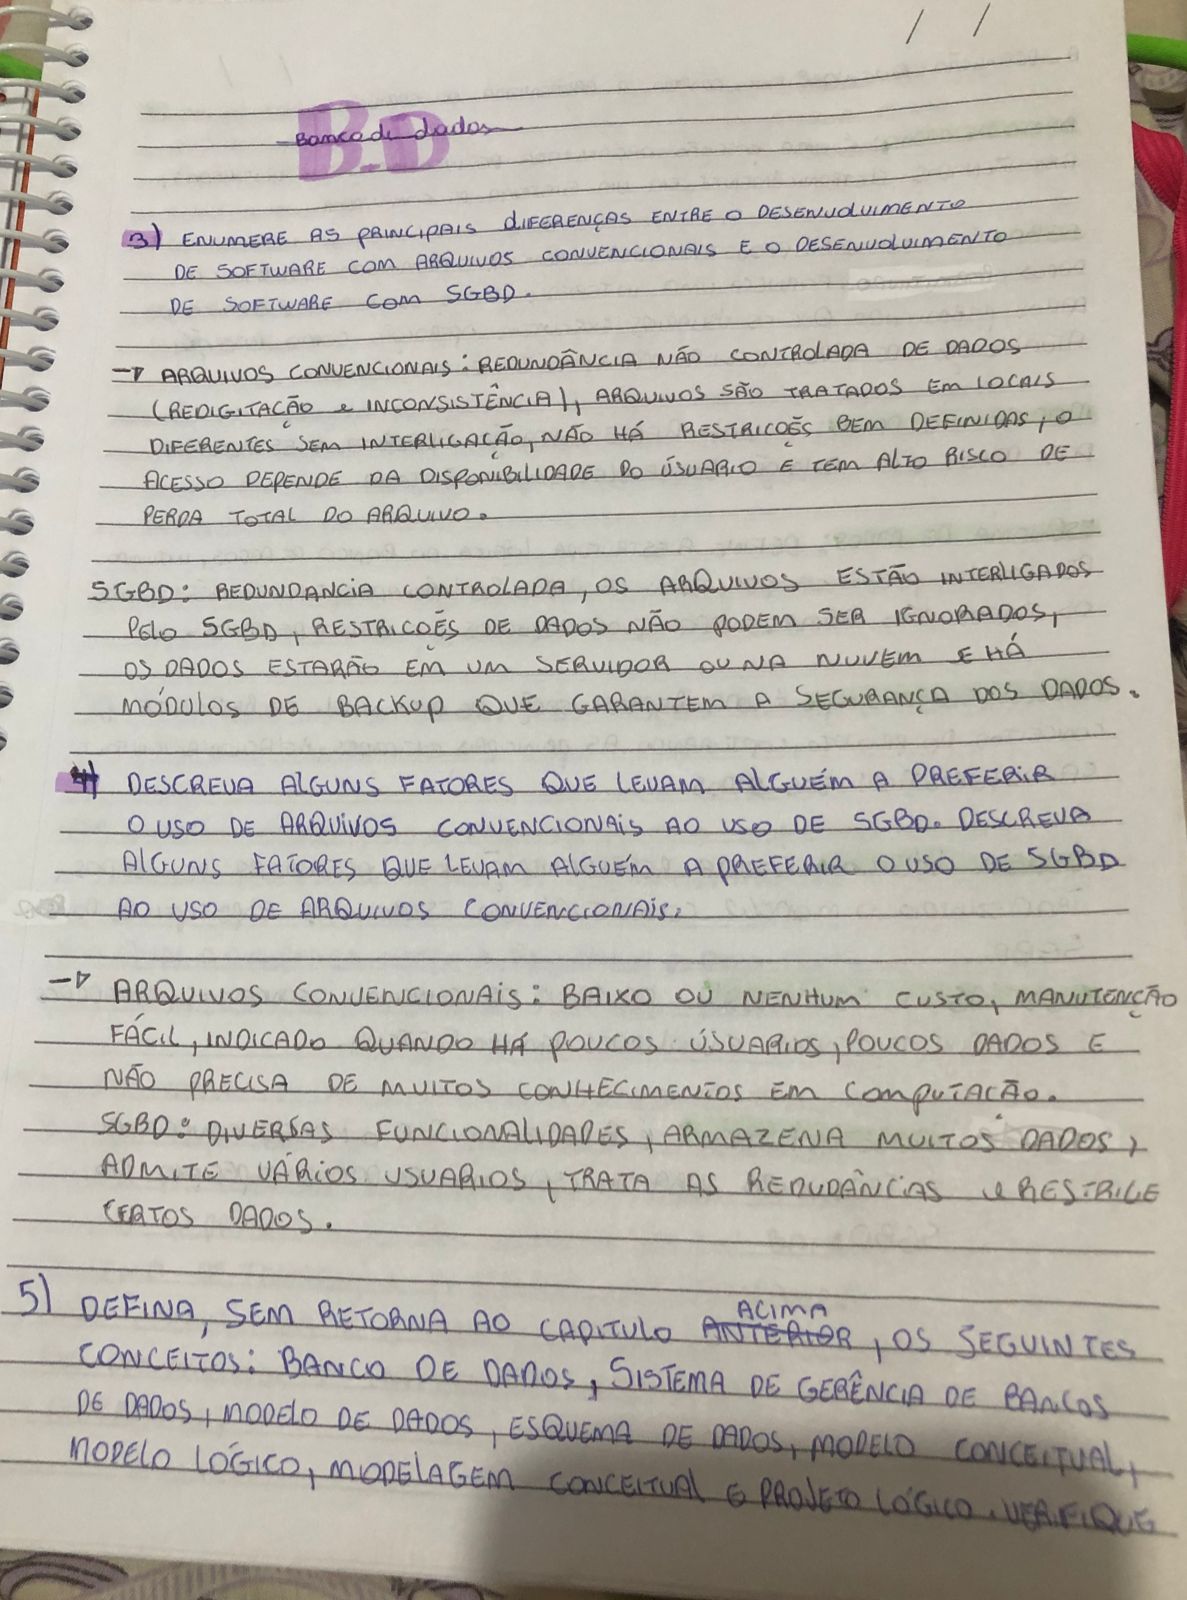 B.D
Banco de dados
3) ENUMERE AS PRINCIPAIS DIFERENÇAS ENTRE O DESENVOLVIMENTO
DE SOFTWARE COM ARQUIVOS CONVENCIONAIS E O DESENVOLVIMENTO
DE SOFTWARE COM SGBD.
→ ARQUIVOS CONVENCIONAIS: REDUNDÂNCIA NÃO CONTROLADA DE DADOS
(REDIGITAÇÃO e INCONSISTÊNCIA), ARQUIVOS SÃO TRATADOS EM LOCAIS
DIFERENTES SEM INTERLIGAÇÃO, NÃO HÁ RESTRIÇÕES BEM DEFINIDAS, O
ACESSO DEPENDE DA DISPONIBILIDADE DO ÚSUARIO E TEM ALTO RISCO DE
PERDA TOTAL DO ARQUIVO.
SGBD: REDUNDANCIA CONTROLADA, OS ARQUIVOS ESTÃO INTERLIGADOS
PELO SGBD, RESTRICÕES DE DADOS NÃO PODEM SER IGNORADOS,
OS DADOS ESTARÃO EM UM SERVIDOR OU NA NUVEM E HÁ
MÓDULOS DE BACKUP QUE GARANTEM A SEGURANÇA DOS DADOS.
4) DESCREVA ALGUNS FATORES QUE LEVAM ALGUÉM A PREFERIR
O USO DE ARQUIVOS CONVENCIONAIS AO USO DE SGBD. DESCREVA
ALGUNS FATORES QUE LEVAM ALGUÉM A PREFERIR O USO DE SGBD
AO USO DE ARQUIVOS CONVENCIONAIS.
→ ARQUIVOS CONVENCIONAIS: BAIXO OU NENHUM CUSTO, MANUTENÇÃO
FÁCIL, INDICADO QUANDO HÁ POUCOS ÚSUARIOS, POUCOS DADOS E
NÃO PRECISA DE MUITOS CONHECIMENTOS EM COMPUTACÃO.
SGBD: DIVERSAS FUNCIONALIDADES, ARMAZENA MUITOS DADOS,
ADMITE VÁRIOS USUARIOS, TRATA AS REDUDÂNCIAS e RESTRIGE
CERTOS DADOS.
5) DEFINA, SEM RETORNA AO CAPITULO ANTERIOR ACIMA, OS SEGUINTES
CONCEITOS: BANCO DE DADOS, SISTEMA DE GERÊNCIA DE BANCOS
DE DADOS, MODELO DE DADOS, ESQUEMA DE DADOS, MODELO CONCEITUAL,
MODELO LÓGICO, MODELAGEM CONCEITUAL E PROJETO LÓGICO. VERIFIQUE